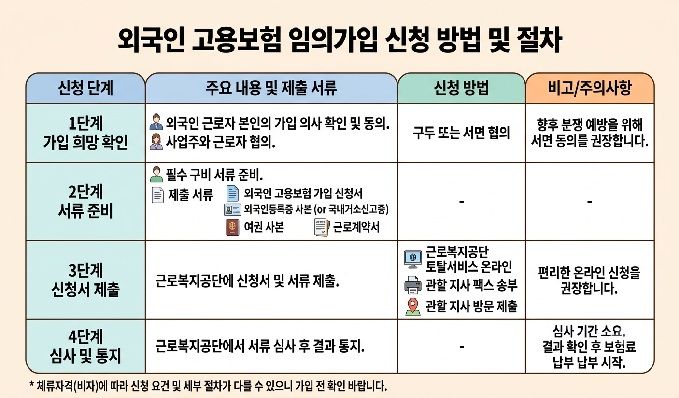 외국인 고용보험 임의가입 신청 방법 및 절차
신청 단계
주요 내용 및 제출 서류
신청 방법
비고/주의사항
1단계
가입 희망 확인
외국인 근로자 본인의 가입 의사 확인 및 동의.
사업주와 근로자 협의.
구두 또는 서면 협의
향후 분쟁 예방을 위해
서면 동의를 권장합니다.
2단계
서류 준비
필수 구비 서류 준비.
제출 서류
외국인 고용보험 가입 신청서
외국인등록증 사본 (or 국내거소신고증)
여권 사본
근로계약서
-
-
3단계
신청서 제출
근로복지공단에 신청서 및 서류 제출.
근로복지공단
토탈서비스 온라인
관할 지사 팩스 송부
관할 지사 방문 제출
편리한 온라인 신청을
권장합니다.
4단계
심사 및 통지
근로복지공단에서 서류 심사 후 결과 통지.
-
심사 기간 소요,
결과 확인 후 보험료
납부 납부 시작.
* 체류자격(비자)에 따라 신청 요건 및 세부 절차가 다를 수 있으니 가입 전 확인 바랍니다.